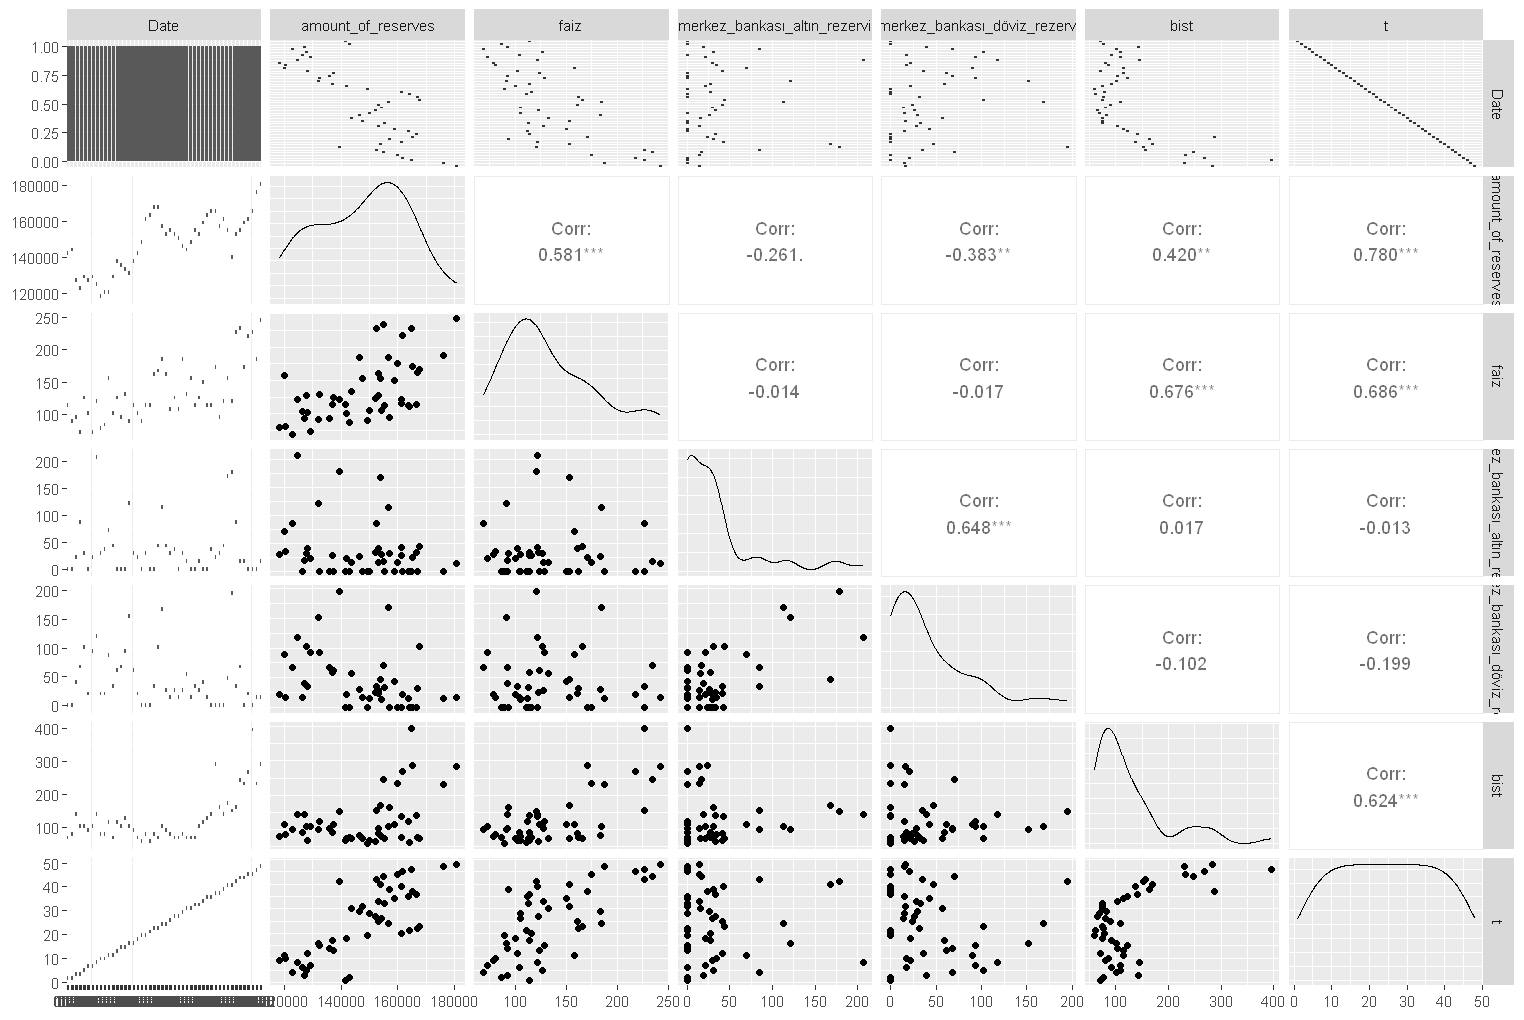 Date
amount_of_reserves
faiz
merkez_bankası_altın_rezervi
merkez_bankası_döviz_rezerv
bist
t
1.00
0.75
0.50
0.25
0.00
Date
180000
160000
140000
120000
Corr:
0.581***
Corr:
-0.261.
Corr:
-0.383**
Corr:
0.420**
Corr:
0.780***
amount_of_reserves
250
200
150
100
Corr:
-0.014
Corr:
-0.017
Corr:
0.676***
Corr:
0.686***
faiz
200
150
100
50
0
Corr:
0.648***
Corr:
0.017
Corr:
-0.013
ez_bankası_altın_re
200
150
100
50
0
Corr:
-0.102
Corr:
-0.199
ez_bankası_döviz_r
400
300
200
100
Corr:
0.624***
bist
50
40
30
20
10
0
t
140000 160000 180000
100 150 200 250
0 50 100 150 200
0 50 100 150 200
100 200 300 400
0 10 20 30 40 50